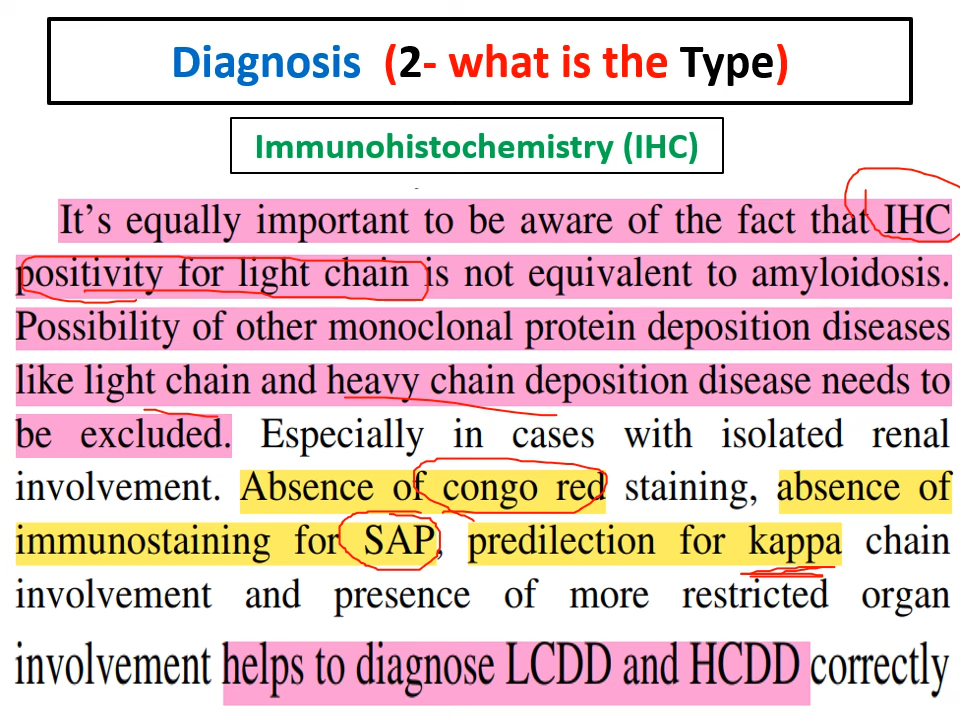 Diagnosis (2- what is the Type)
Immunohistochemistry (IHC)
It’s equally important to be aware of the fact that IHC
positivity for light chain is not equivalent to amyloidosis.
Possibility of other monoclonal protein deposition diseases
like light chain and heavy chain deposition disease needs to
be excluded. Especially in cases with isolated renal
involvement. Absence of congo red staining, absence of
immunostaining for SAP, predilection for kappa chain
involvement and presence of more restricted organ
involvement helps to diagnose LCDD and HCDD correctly